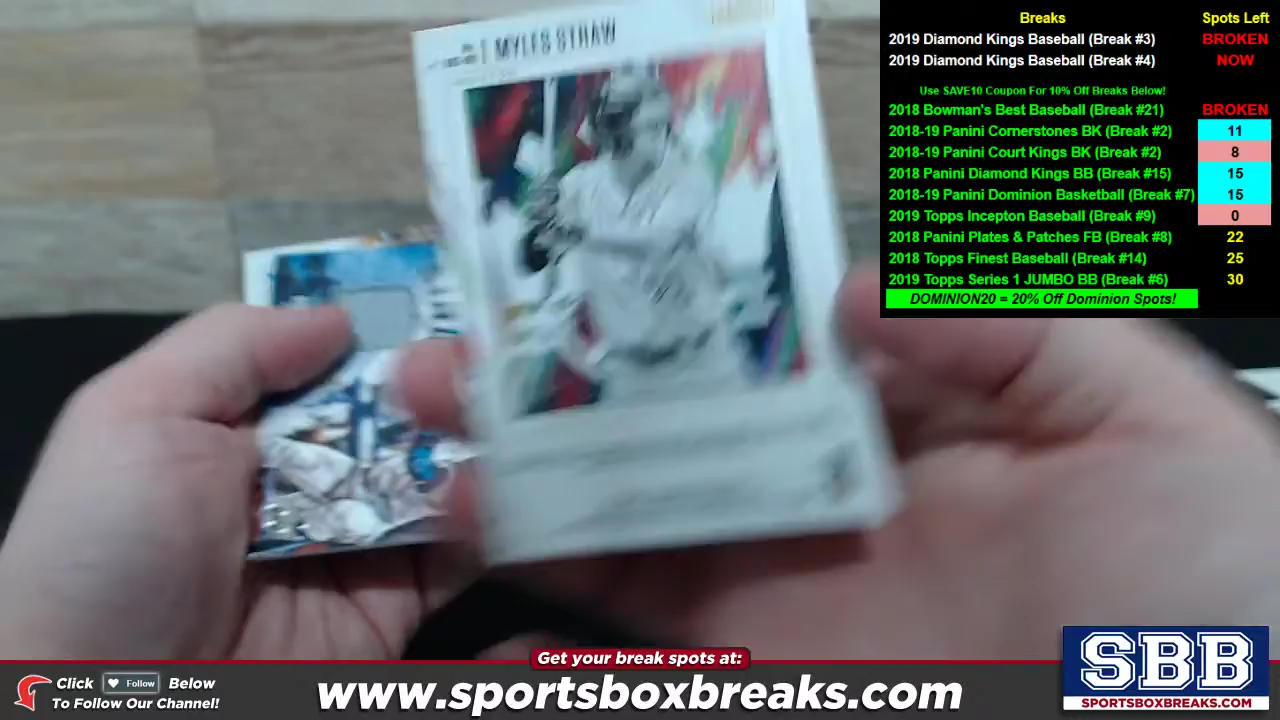 MYLES STRAW
Breaks Spots Left
2019 Diamond Kings Baseball (Break #3) BROKEN
2019 Diamond Kings Baseball (Break #4) NOW
Use SAVE10 Coupon For 10% Off Breaks Below!
2018 Bowman's Best Baseball (Break #21) BROKEN
2018-19 Panini Cornerstones BK (Break #2) 11
2018-19 Panini Court Kings BK (Break #2) 8
2018 Panini Diamond Kings BB (Break #15) 15
2018-19 Panini Dominion Basketball (Break #7) 15
2019 Topps Incepton Baseball (Break #9) 0
2018 Panini Plates & Patches FB (Break #8) 22
2018 Topps Finest Baseball (Break #14) 25
2019 Topps Series 1 JUMBO BB (Break #6) 30
DOMINION20 = 20% Off Dominion Spots!
Get your break spots at:
Click Follow Below
To Follow Our Channel!
www.sportsboxbreaks.com
SBB
SPORTSBOXBREAKS.COM